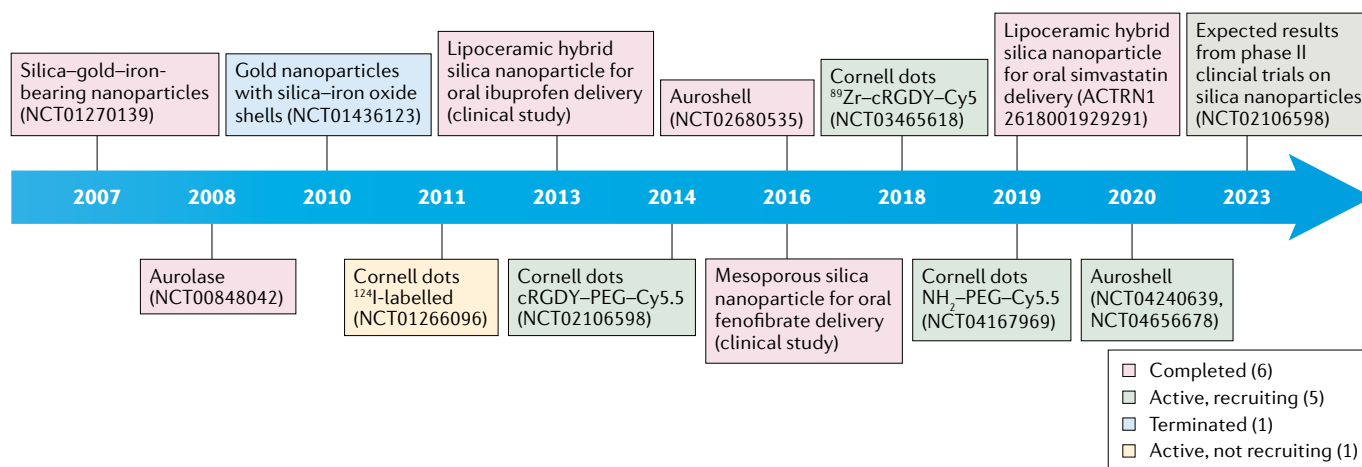 Silica–gold–iron-
bearing nanoparticles
(NCT01270139)
Gold nanoparticles
with silica–iron oxide
shells (NCT01436123)
Lipoceramic hybrid
silica nanoparticle for
oral ibuprofen delivery
(clinical study)
Auroshell
(NCT02680535)
Cornell dots
⁸⁹Zr–cRGDY–Cy5
(NCT03465618)
Lipoceramic hybrid
silica nanoparticle
for oral simvastatin
delivery (ACTRN1
2618001929291)
Expected results
from phase II
clincial trials on
silica nanoparticles
(NCT02106598)
2007 2008 2010 2011 2013 2014 2016 2018 2019 2020 2023
Aurolase
(NCT00848042)
Cornell dots
¹²⁴I-labelled
(NCT01266096)
Cornell dots
cRGDY–PEG–Cy5.5
(NCT02106598)
Mesoporous silica
nanoparticle for oral
fenofibrate delivery
(clinical study)
Cornell dots
NH₂–PEG–Cy5.5
(NCT04167969)
Auroshell
(NCT04240639,
NCT04656678)
Completed (6)
Active, recruiting (5)
Terminated (1)
Active, not recruiting (1)